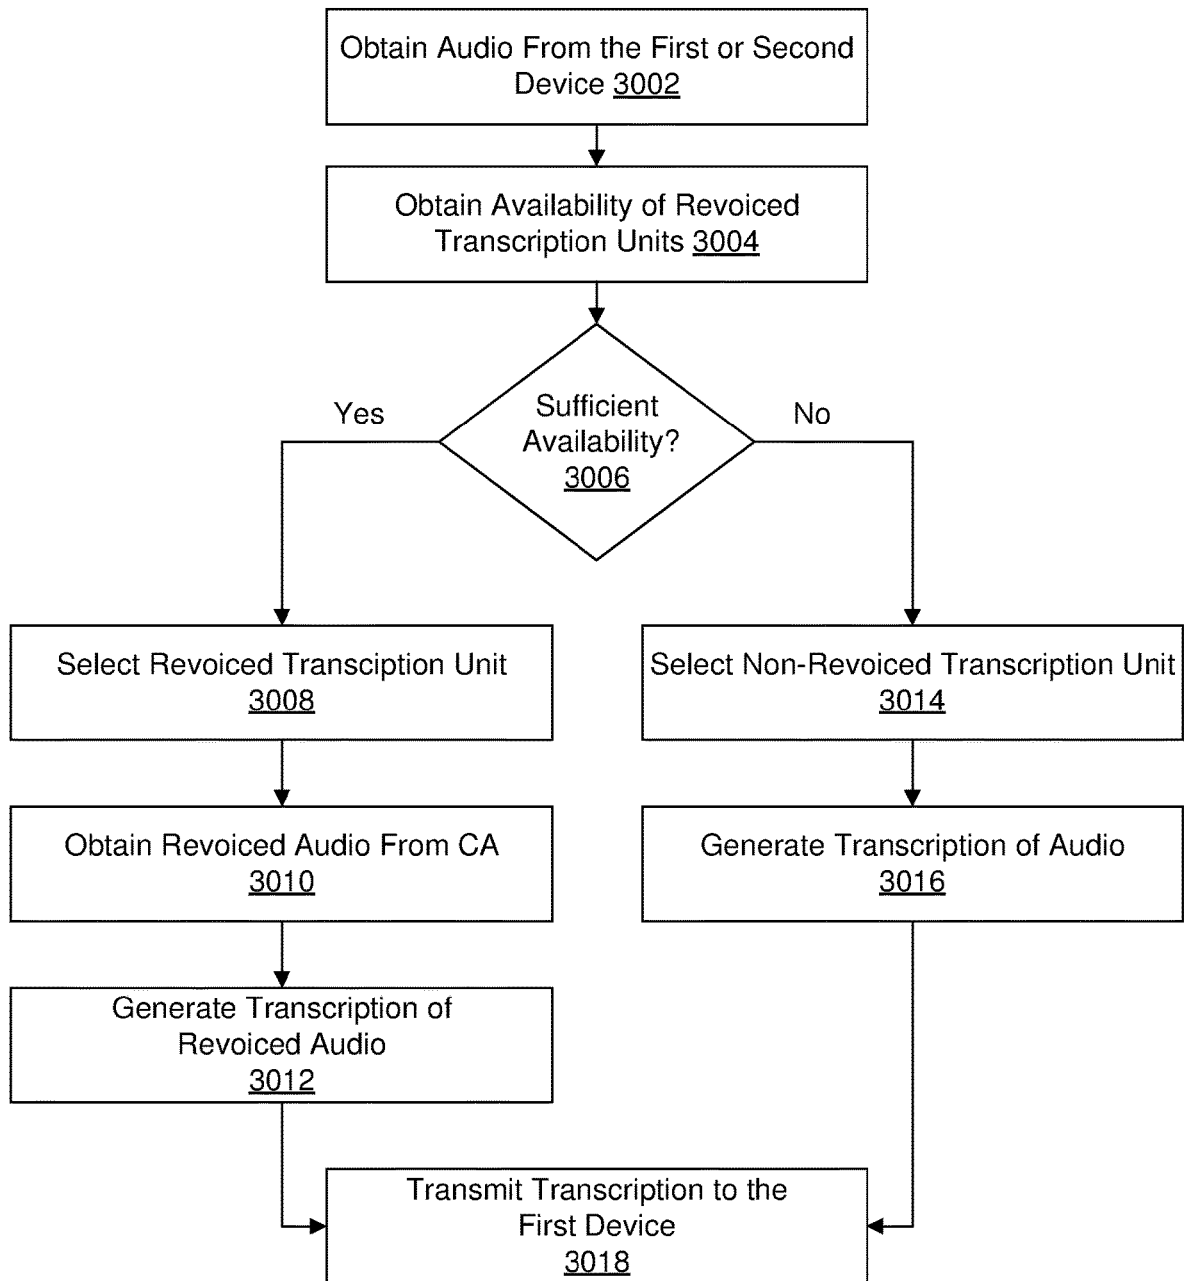 Obtain Audio From the First or Second
Device 3002
Obtain Availability of Revoiced
Transcription Units 3004
Sufficient
Availability?
3006
Yes
No
Select Revoiced Transciption Unit
3008
Obtain Revoiced Audio From CA
3010
Generate Transcription of
Revoiced Audio
3012
Select Non-Revoiced Transcription Unit
3014
Generate Transcription of Audio
3016
Transmit Transcription to the
First Device
3018